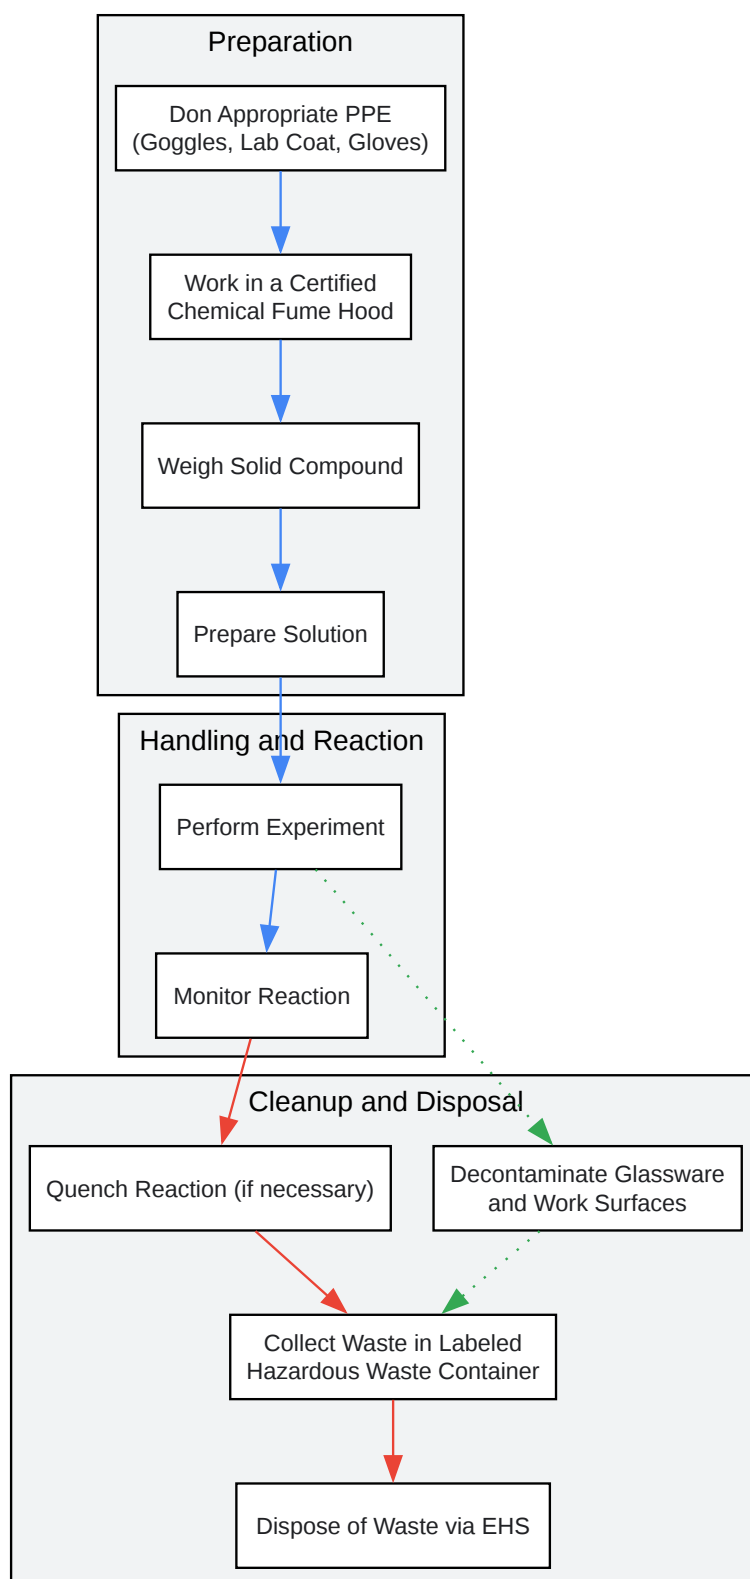 Preparation
Don Appropriate PPE
(Goggles, Lab Coat, Gloves)
Work in a Certified
Chemical Fume Hood
Weigh Solid Compound
Prepare Solution
Handling and Reaction
Perform Experiment
Monitor Reaction
Cleanup and Disposal
Quench Reaction (if necessary)
Decontaminate Glassware
and Work Surfaces
Collect Waste in Labeled
Hazardous Waste Container
Dispose of Waste via EHS